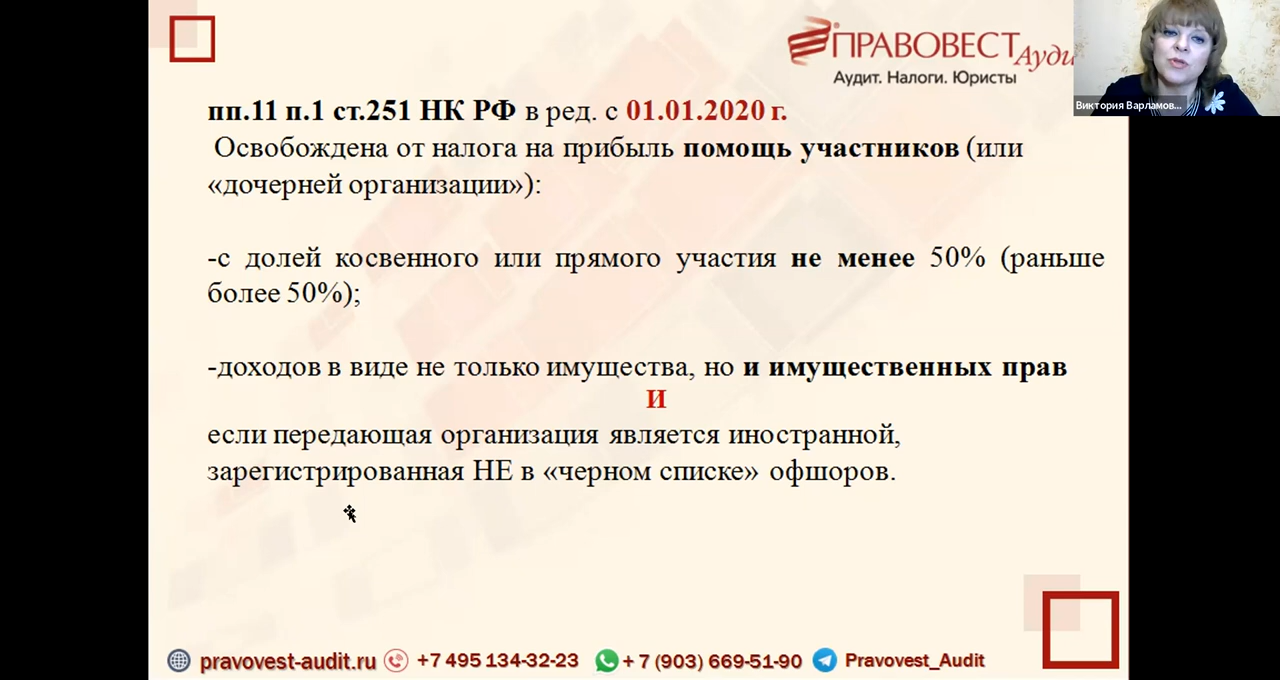 ПРАВОВЕСТ Ауди
Аудит. Налоги. Юристы
Виктория Варламов...
пп.11 п.1 ст.251 НК РФ в ред. с 01.01.2020 г.
Освобождена от налога на прибыль помощь участников (или
«дочерней организации»):
-с долей косвенного или прямого участия не менее 50% (раньше
более 50%);
-доходов в виде не только имущества, но и имущественных прав
И
если передающая организация является иностранной,
зарегистрированная НЕ в «черном списке» офшоров.
pravovest-audit.ru +7 495 134-32-23 + 7 (903) 669-51-90 Pravovest_Audit